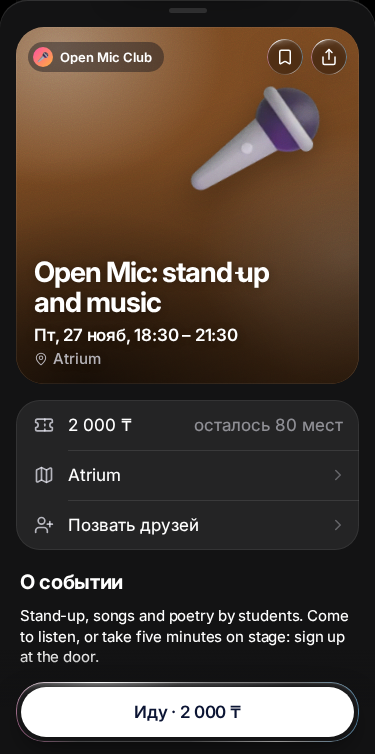 Open Mic Club
Open Mic: stand-up
and music
Пт, 27 нояб, 18:30 – 21:30
Atrium
2 000 ₸
осталось 80 мест
Atrium
Позвать друзей
О событии
Stand-up, songs and poetry by students. Come
to listen, or take five minutes on stage: sign up
at the door.
Иду · 2 000 ₸